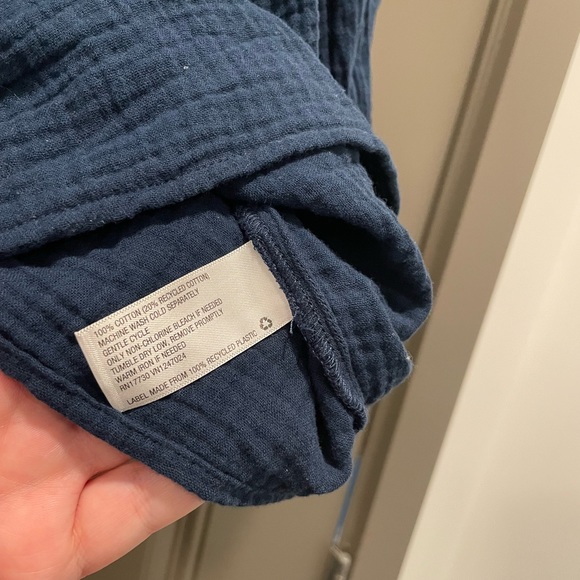 100% COTTON (20% RECYCLED COTTON)
MACHINE WASH COLD SEPARATELY
GENTLE CYCLE
ONLY NON-CHLORINE BLEACH IF NEEDED
TUMBLE DRY LOW, REMOVE PROMPTLY
WARM IRON IF NEEDED
RN17730 VN1247024
LABEL MADE FROM 100% RECYCLED PLASTIC